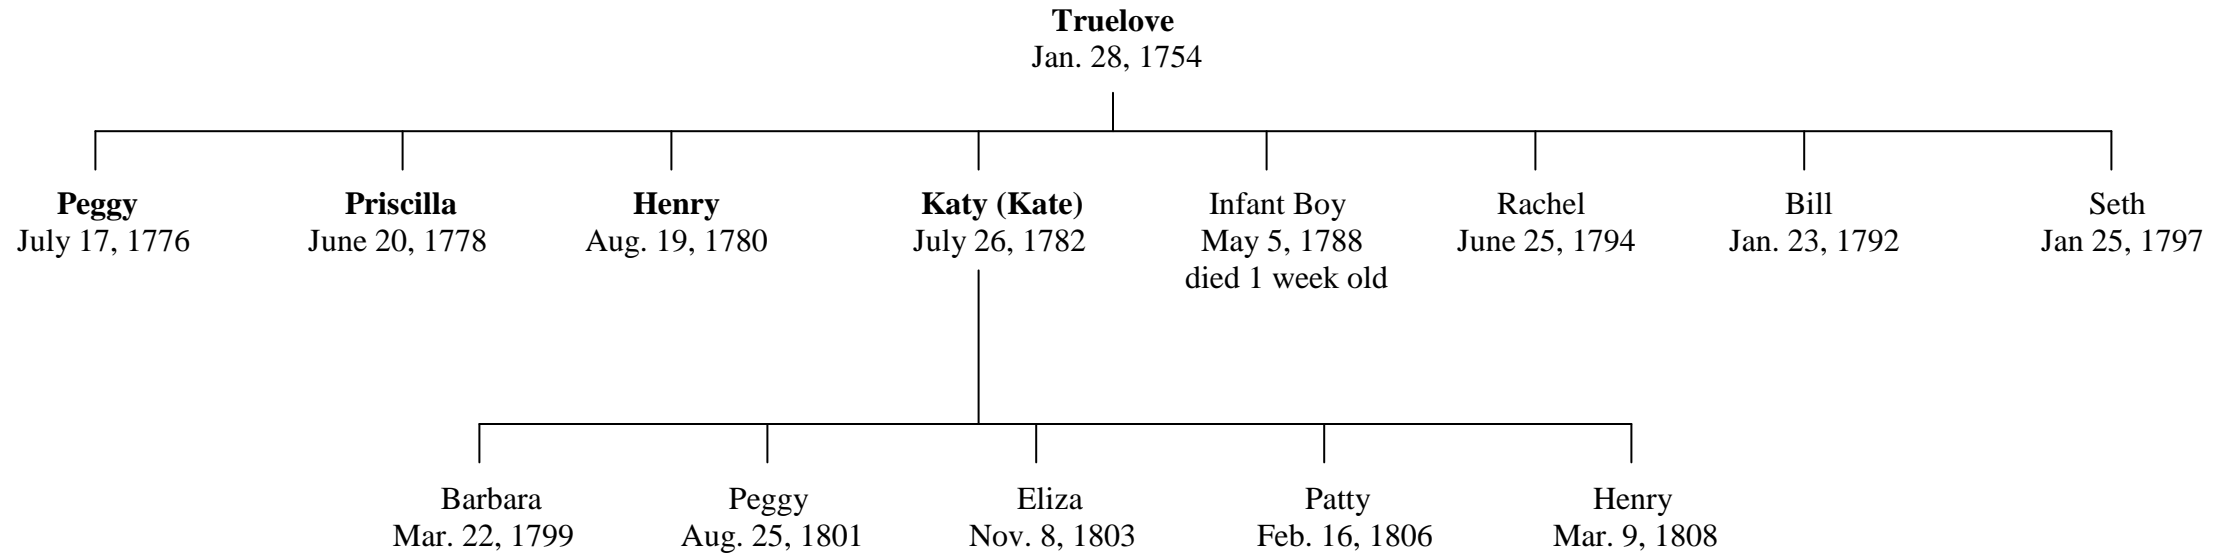 Truelove
Jan. 28, 1754
Peggy
July 17, 1776
Priscilla
June 20, 1778
Henry
Aug. 19, 1780
Katy (Kate)
July 26, 1782
Infant Boy
May 5, 1788
died 1 week old
Rachel
June 25, 1794
Bill
Jan. 23, 1792
Seth
Jan 25, 1797
Barbara
Mar. 22, 1799
Peggy
Aug. 25, 1801
Eliza
Nov. 8, 1803
Patty
Feb. 16, 1806
Henry
Mar. 9, 1808